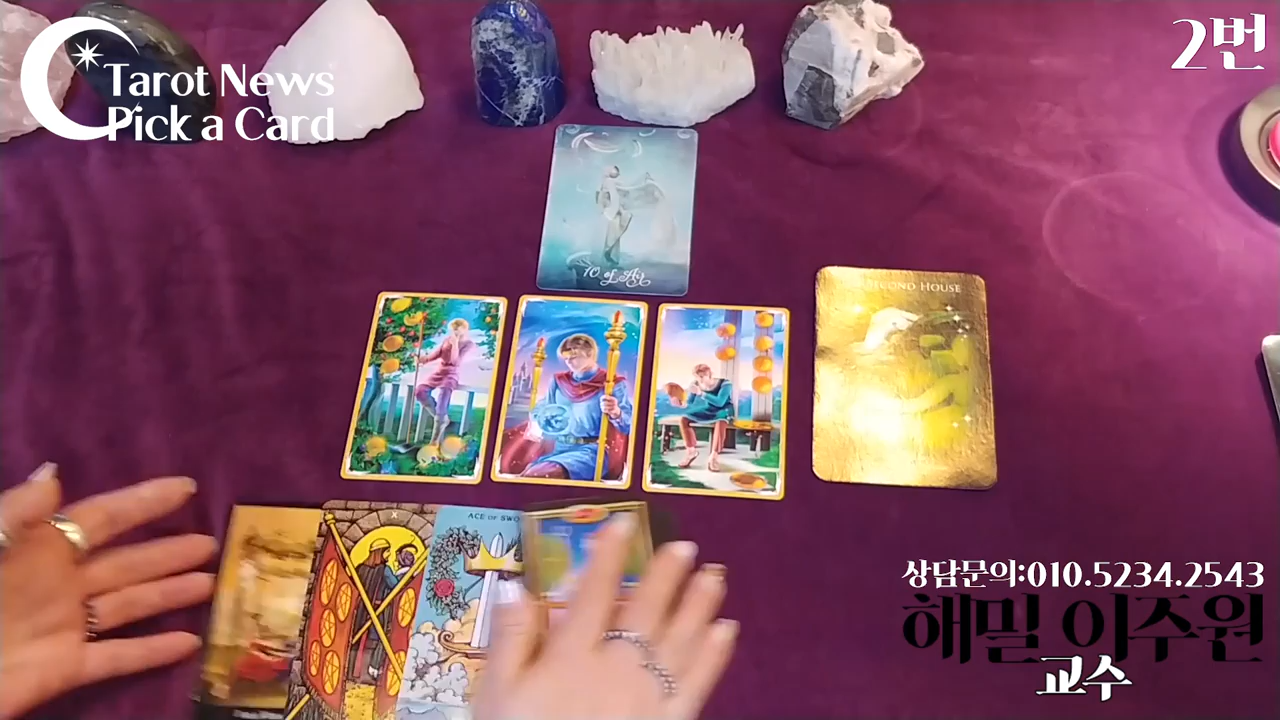 Tarot News
Pick a Card
2번
10 of Air
Second House
X
ACE OF SWO
상담문의:010.5234.2543
해밀 이주원
교수